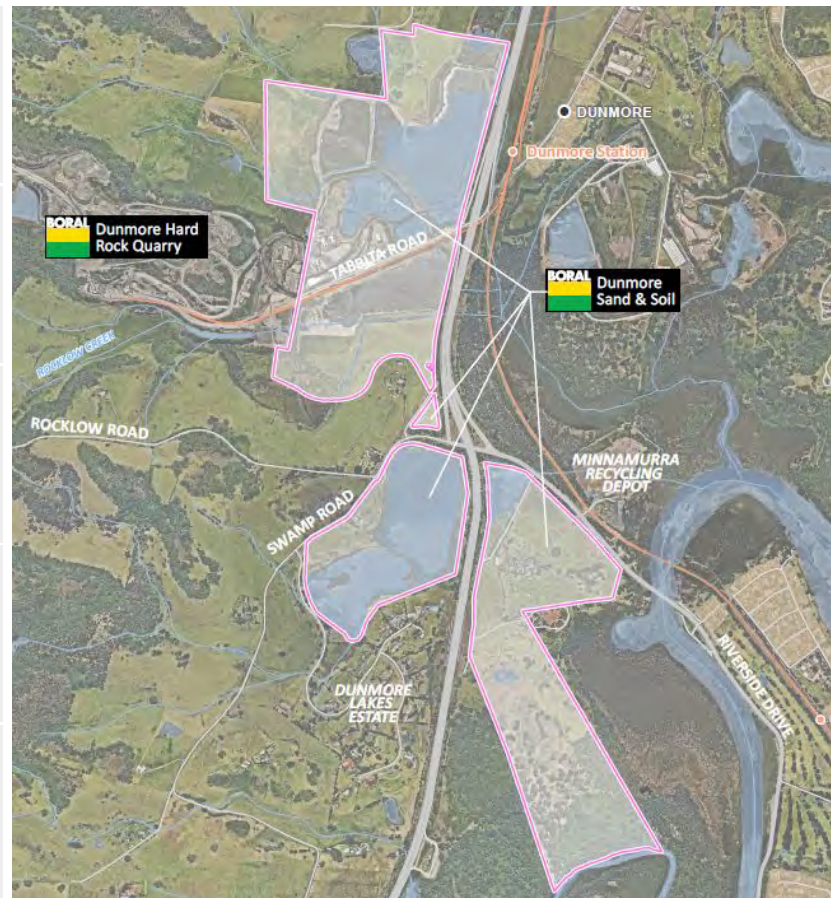 DUNMORE
Dunmore Station
BORAL
Dunmore Hard
Rock Quarry
TABBITA ROAD
BORAL
Dunmore
Sand & Soil
ROCKLOW CREEK
ROCKLOW ROAD
MINNAMURRA
RECYCLING
DEPOT
SWAMP ROAD
DUNMORE
LAKES
ESTATE
RIVERSIDE DRIVE